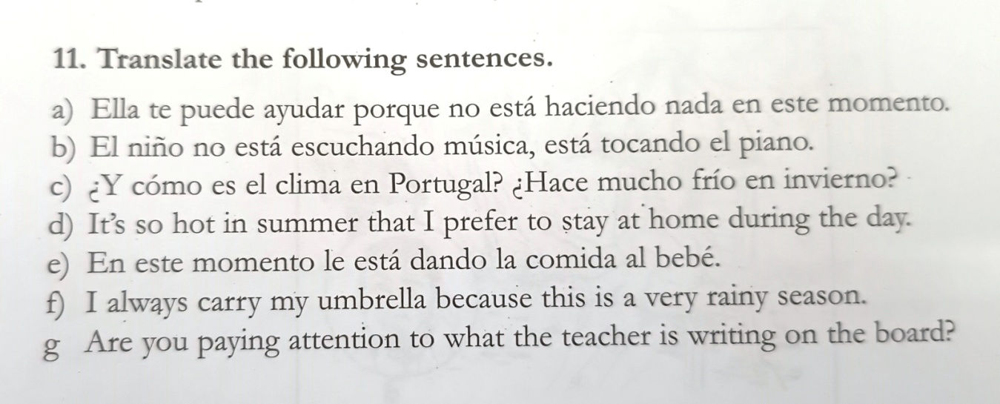 11. Translate the following sentences.
a) Ella te puede ayudar porque no está haciendo nada en este momento.
b) El niño no está escuchando música, está tocando el piano.
c) ¿Y cómo es el clima en Portugal? ¿Hace mucho frío en invierno?
d) It's so hot in summer that I prefer to stay at home during the day.
e) En este momento le está dando la comida al bebé.
f) I always carry my umbrella because this is a very rainy season.
g Are you paying attention to what the teacher is writing on the board?